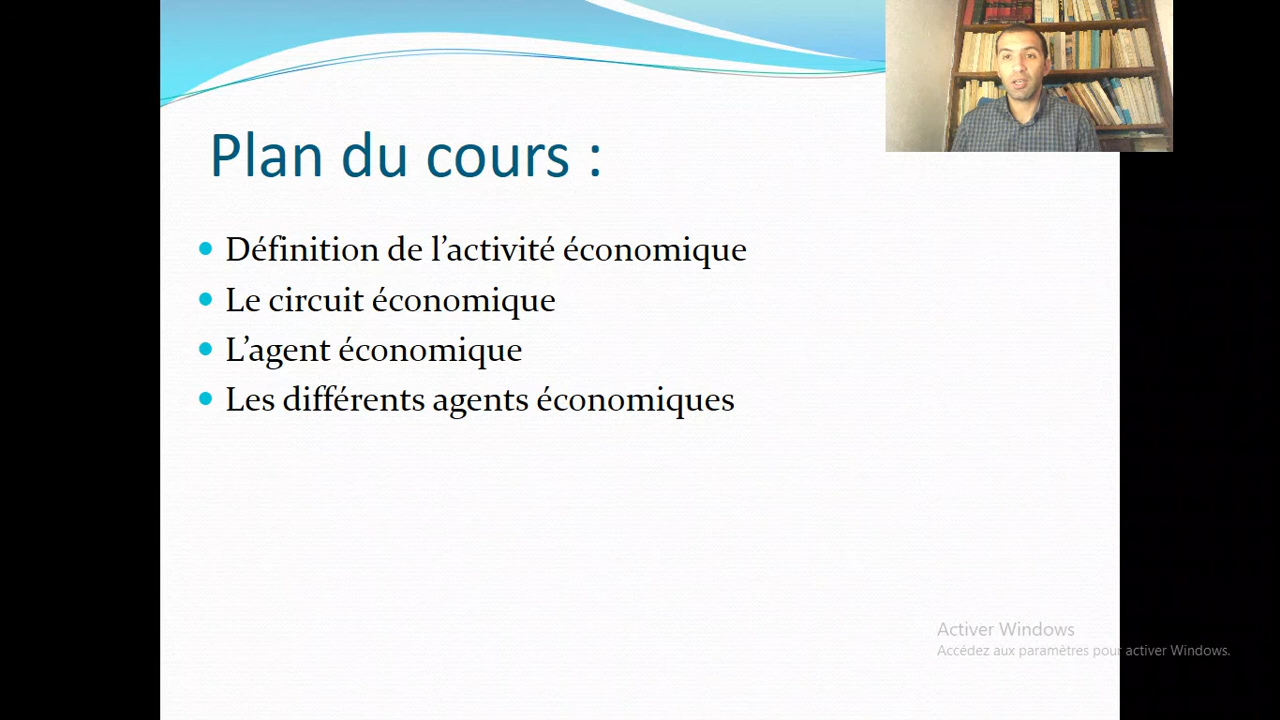 Plan du cours :
Définition de l’activité économique
Le circuit économique
L’agent économique
Les différents agents économiques
Activer Windows
Accédez aux paramètres pour activer Windows.